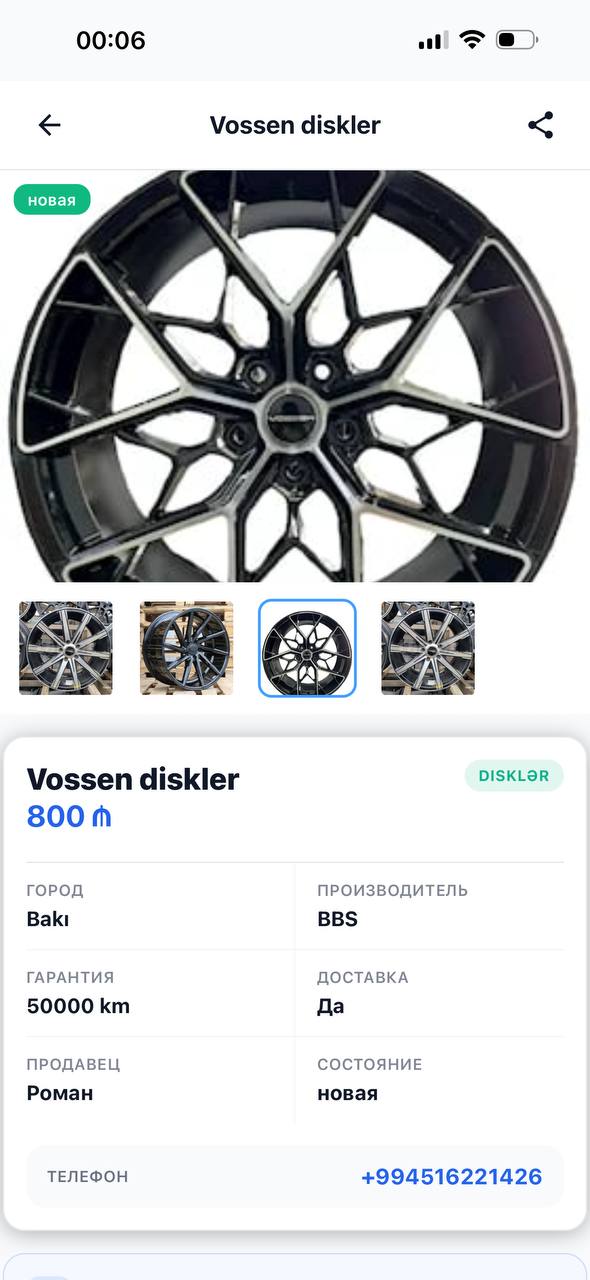 00:06
Vossen diskler
новая
Vossen diskler
DISKLƏR
800 ₼
ГОРОД
Bakı
ПРОИЗВОДИТЕЛЬ
BBS
ГАРАНТИЯ
50000 km
ДОСТАВКА
Да
ПРОДАВЕЦ
Роман
СОСТОЯНИЕ
новая
ТЕЛЕФОН
+994516221426